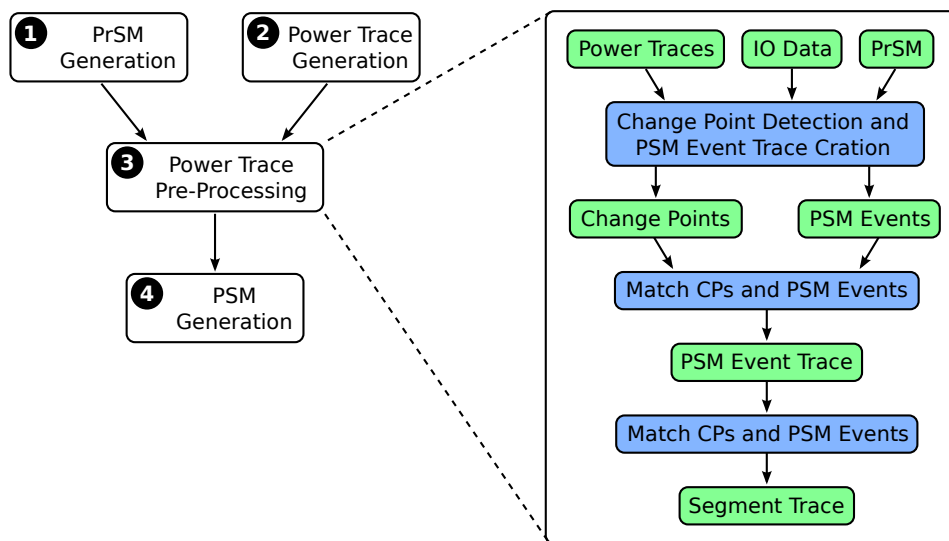 1
PrSM
Generation
2
Power Trace
Generation
3
Power Trace
Pre-Processing
4
PSM
Generation
Power Traces
IO Data
PrSM
Change Point Detection and
PSM Event Trace Cration
Change Points
PSM Events
Match CPs and PSM Events
PSM Event Trace
Match CPs and PSM Events
Segment Trace